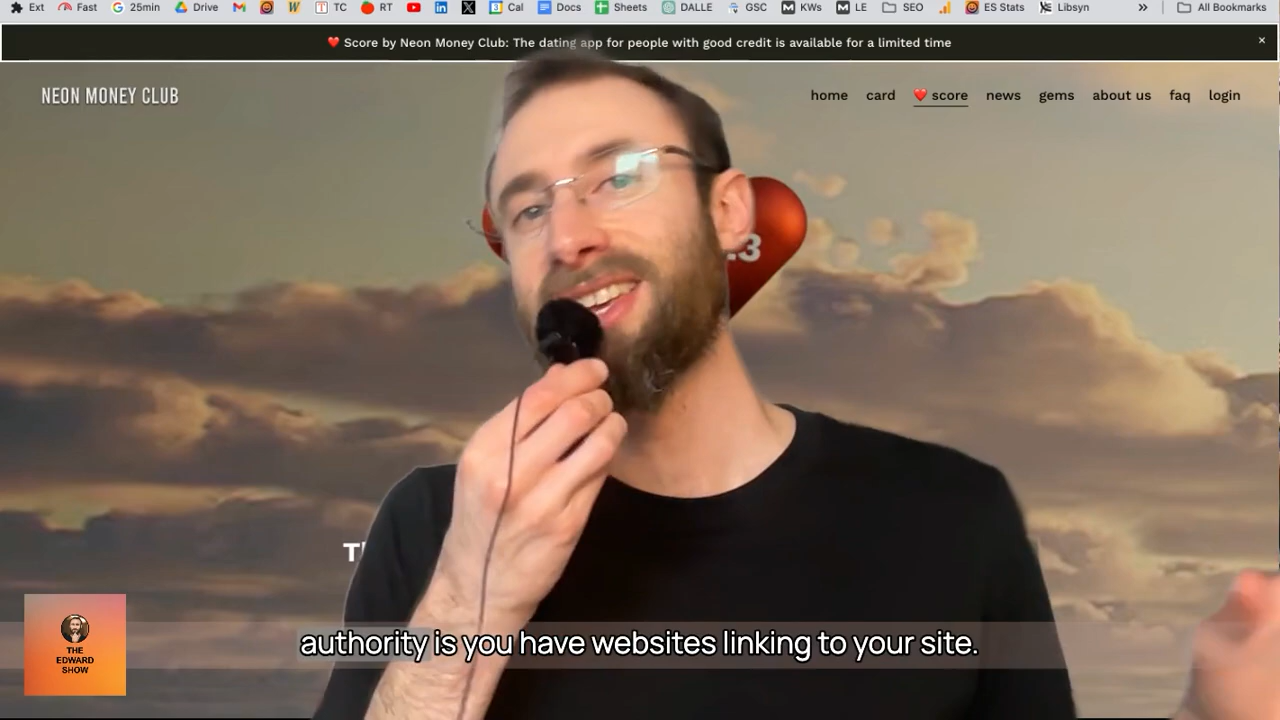 Ext Fast 25min Drive TC RT Cal Docs Sheets DALLE GSC KWs LE SEO ES Stats Libsyn » All Bookmarks
❤️ Score by Neon Money Club: The dating app for people with good credit is available for a limited time ×
NEON MONEY CLUB home card ❤️ score news gems about us faq login
.3
authority is you have websites linking to your site.
THE
EDWARD
SHOW